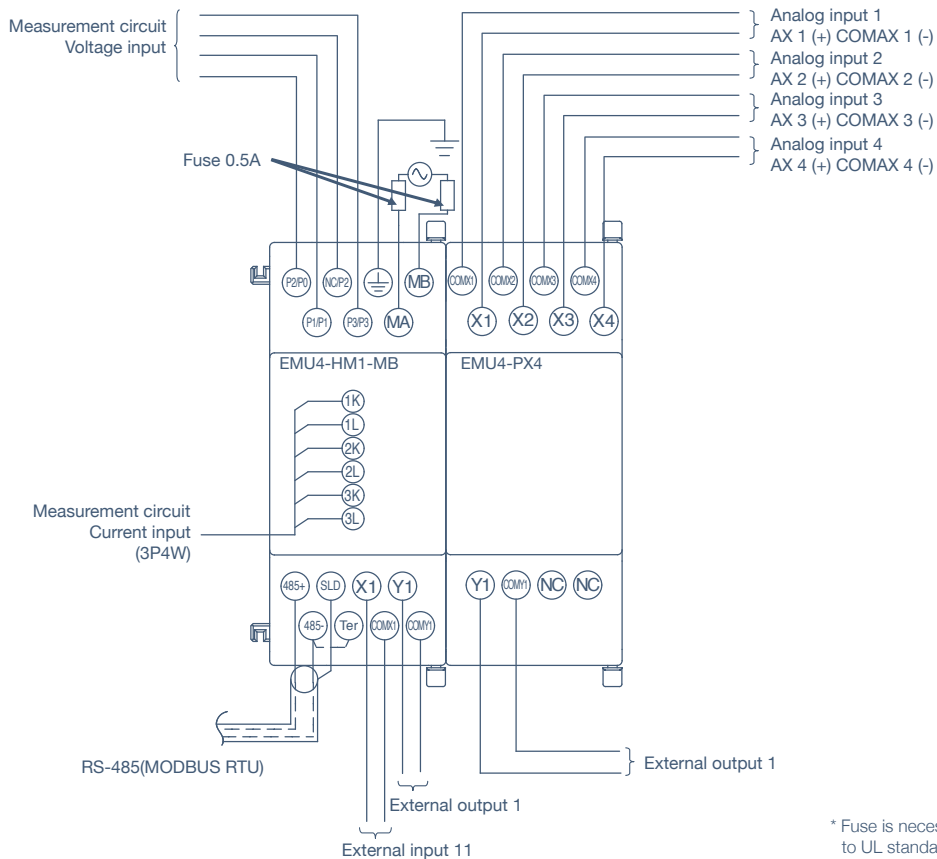 Measurement circuit
Voltage input
Analog input 1
AX 1 (+) COMAX 1 (-)
Analog input 2
AX 2 (+) COMAX 2 (-)
Analog input 3
AX 3 (+) COMAX 3 (-)
Analog input 4
AX 4 (+) COMAX 4 (-)
Fuse 0.5A
P2/P0
NC/P2
MB
COMX1
COMX2
COMX3
COMX4
P1/P1
P3/P3
MA
X1
X2
X3
X4
EMU4-HM1-MB
EMU4-PX4
1K
1L
2K
2L
3K
3L
Measurement circuit
Current input
(3P4W)
485+
SLD
X1
Y1
Y1
COMY1
NC
NC
485-
Ter
COMX1
COMY1
RS-485(MODBUS RTU)
External output 1
External output 1
External input 11
* Fuse is
to UL